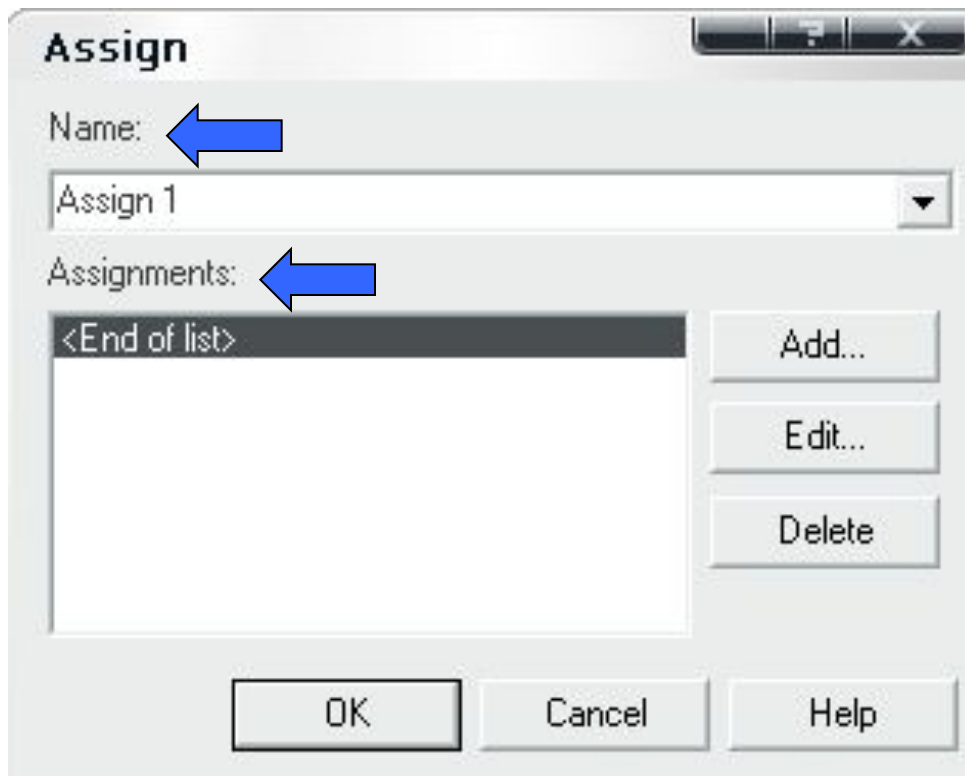 Assign
Name:
Assign 1
Assignments:
<End of list>
Add...
Edit...
Delete
OK
Cancel
Help